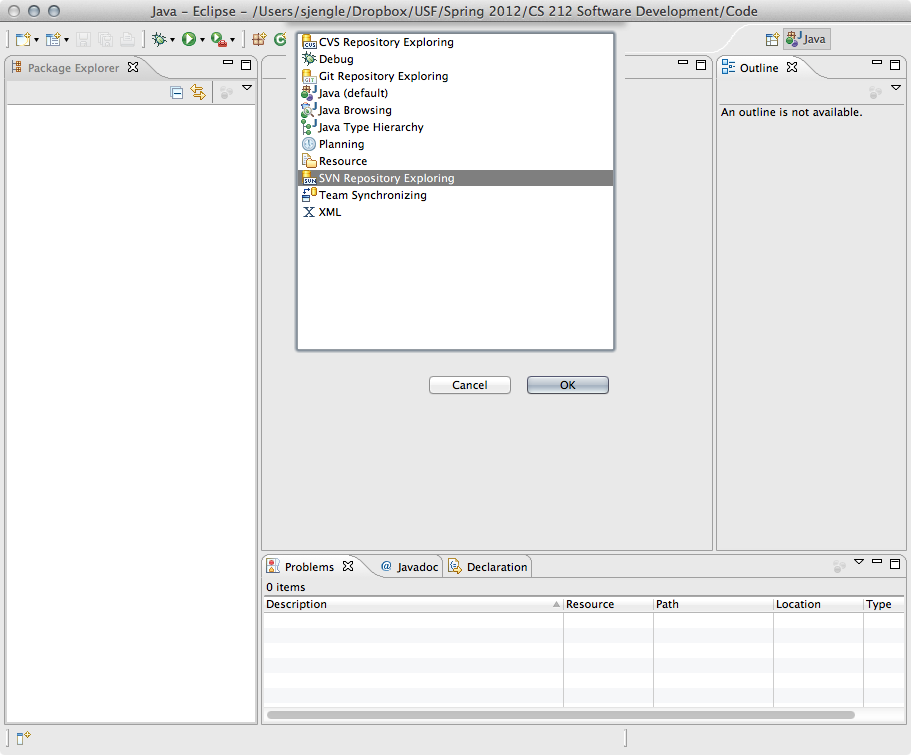 Java - Eclipse - /Users/sjengle/Dropbox/USF/Spring 2012/CS 212 Software Development/Code
Java
Package Explorer
CVS Repository Exploring
Debug
Git Repository Exploring
Java (default)
Java Browsing
Java Type Hierarchy
Planning
Resource
SVN Repository Exploring
Team Synchronizing
XML
Cancel
OK
Outline
An outline is not available.
Problems
@ Javadoc
Declaration
0 items
Description
Resource
Path
Location
Type